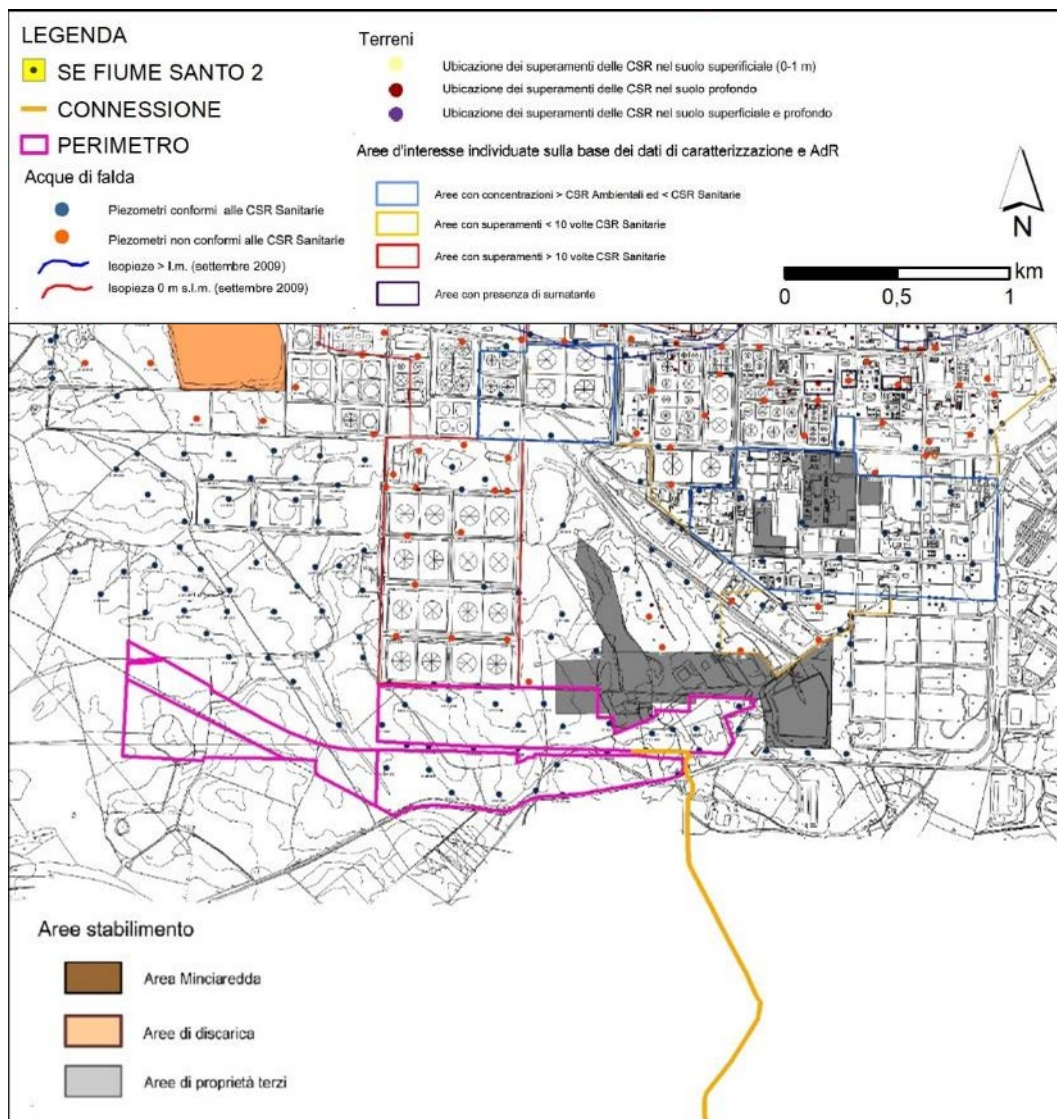 LEGENDA
SE FIUME SANTO 2
CONNESSIONE
PERIMETRO
Acque di falda
Piezometri conformi alle CSR Sanitarie
Piezometri non conformi alle CSR Sanitarie
Isopieze > l.m. (settembre 2009)
Isopieza 0 m s.l.m. (settembre 2009)
Terreni
Ubicazione dei superamenti delle CSR nel suolo superificiale (0-1 m)
Ubicazione dei superamenti delle CSR nel suolo profondo
Ubicazione dei superamenti delle CSR nel suolo superficiale e profondo
Aree d'interesse individuate sulla base dei dati di caratterizzazione e AdR
Aree con concentrazioni > CSR Ambientali ed < CSR Sanitarie
Aree con superamenti < 10 volte CSR Sanitarie
Aree con superamenti > 10 volte CSR Sanitarie
Aree con presenza di surnatante
N
km
0 0,5 1
Aree stabilimento
Area Minciaredda
Aree di discarica
Aree di proprietà terzi